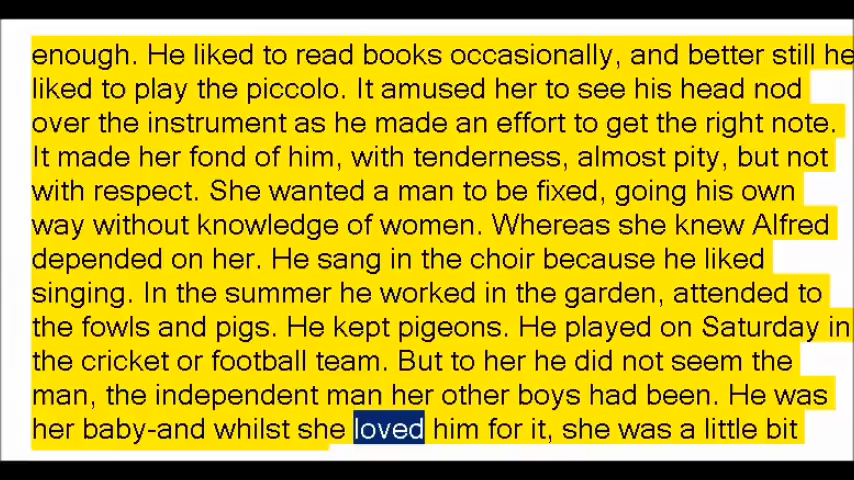 enough. He liked to read books occasionally, and better still he
liked to play the piccolo. It amused her to see his head nod
over the instrument as he made an effort to get the right note.
It made her fond of him, with tenderness, almost pity, but not
with respect. She wanted a man to be fixed, going his own
way without knowledge of women. Whereas she knew Alfred
depended on her. He sang in the choir because he liked
singing. In the summer he worked in the garden, attended to
the fowls and pigs. He kept pigeons. He played on Saturday in
the cricket or football team. But to her he did not seem the
man, the independent man her other boys had been. He was
her baby-and whilst she loved him for it, she was a little bit